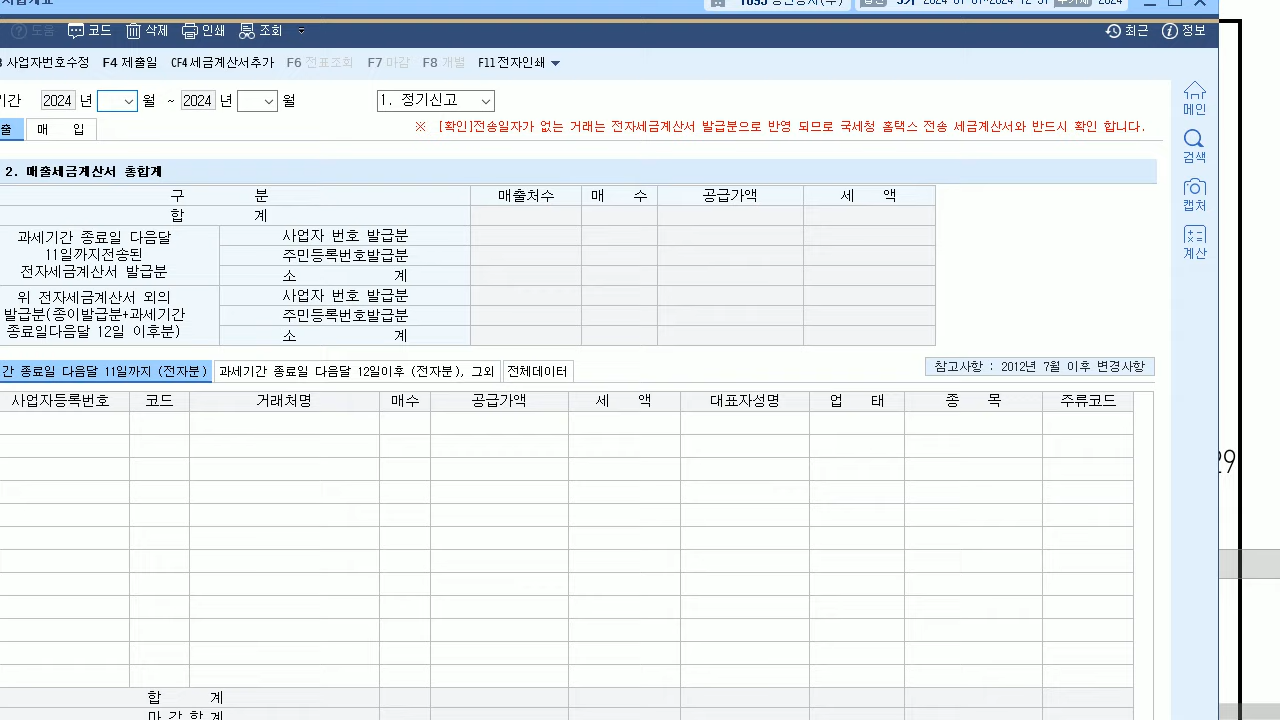 도움 코드 삭제 인쇄 조회 최근 정보
사업자번호수정 F4 제출일 CF4 세금계산서추가 F6 전표조회 F7 마감 F8 개별 F11 전자인쇄
2024 년 월 ~ 2024 년 월 1. 정기신고
매 입 ※ [확인]전송일자가 없는 거래는 전자세금계산서 발급분으로 반영 되므로 국세청 홈택스 전송 세금계산서와 반드시 확인 합니다.
메인
검색
캡처
계산
2. 매출세금계산서 총합계
구 분 매출처수 매 수 공급가액 세 액
합 계
과세기간 종료일 다음달
11일까지전송된
전자세금계산서 발급분
사업자 번호 발급분
주민등록번호발급분
소 계
위 전자세금계산서 외의
발급분(종이발급분+과세기간
종료일다음달 12일 이후분)
사업자 번호 발급분
주민등록번호발급분
소 계
간 종료일 다음달 11일까지 (전자분) 과세기간 종료일 다음달 12일이후 (전자분), 그외 전체데이터 참고사항 : 2012년 7월 이후 변경사항
사업자등록번호 코드 거래처명 매수 공급가액 세 액 대표자성명 업 태 종 목 주류코드
29
합 계
마 감 합 계